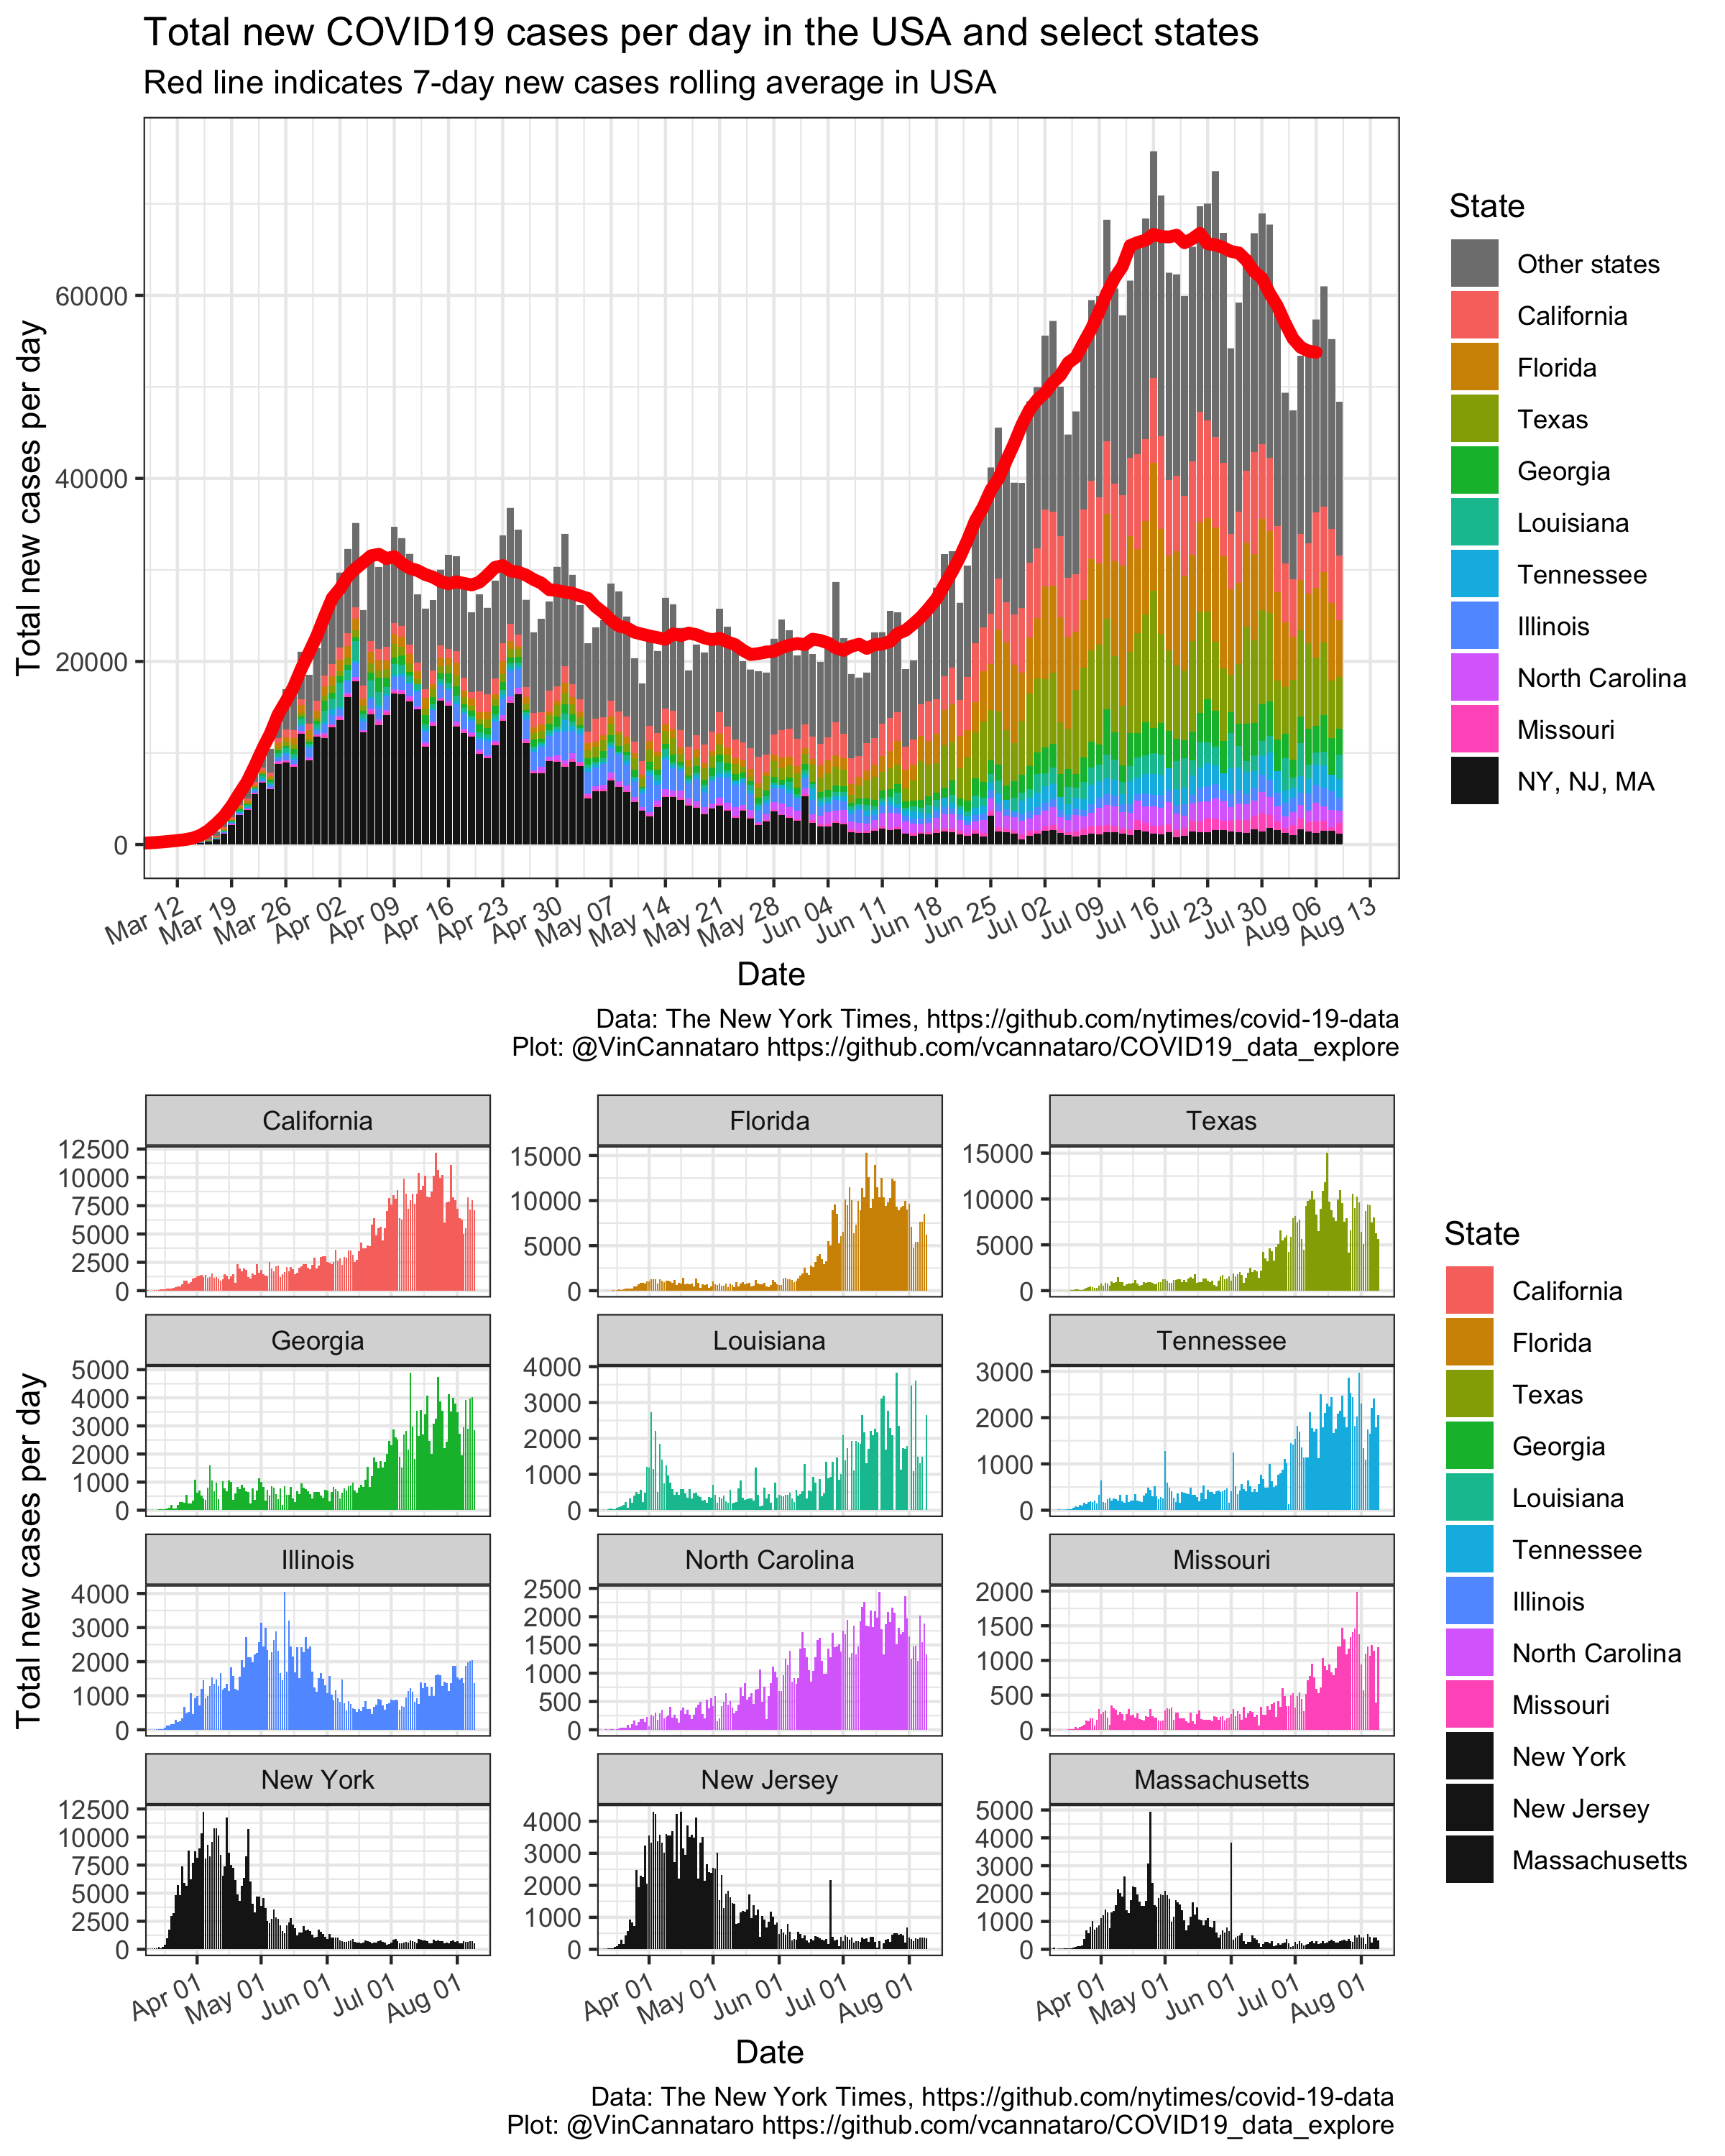 Total new COVID19 cases per day in the USA and select states
Red line indicates 7-day new cases rolling average in USA
Total new cases per day
60000
40000
20000
0
Mar 12
Mar 19
Mar 26
Apr 02
Apr 09
Apr 16
Apr 23
Apr 30
May 07
May 14
May 21
May 28
Jun 04
Jun 11
Jun 18
Jun 25
Jul 02
Jul 09
Jul 16
Jul 23
Jul 30
Aug 06
Aug 13
Date
State
Other states
California
Florida
Texas
Georgia
Louisiana
Tennessee
Illinois
North Carolina
Missouri
NY, NJ, MA
Data: The New York Times, https://github.com/nytimes/covid-19-data
Plot: @VinCannataro https://github.com/vcannataro/COVID19_data_explore
Total new cases per day
California
12500
10000
7500
5000
2500
0
Florida
15000
10000
5000
0
Texas
15000
10000
5000
0
Georgia
5000
4000
3000
2000
1000
0
Louisiana
4000
3000
2000
1000
0
Tennessee
3000
2000
1000
0
Illinois
4000
3000
2000
1000
0
North Carolina
2500
2000
1500
1000
500
0
Missouri
2000
1500
1000
500
0
New York
12500
10000
7500
5000
2500
0
New Jersey
4000
3000
2000
1000
0
Massachusetts
5000
4000
3000
2000
1000
0
Apr 01
May 01
Jun 01
Jul 01
Aug 01
Apr 01
May 01
Jun 01
Jul 01
Aug 01
Apr 01
May 01
Jun 01
Jul 01
Aug 01
Date
State
California
Florida
Texas
Georgia
Louisiana
Tennessee
Illinois
North Carolina
Missouri
New York
New Jersey
Massachusetts
Data: The New York Times, https://github.com/nytimes/covid-19-data
Plot: @VinCannataro https://github.com/vcannataro/COVID19_data_explore